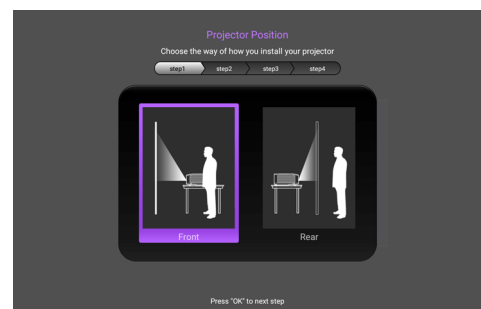 Projector Position
Choose the way of how you install your projector
step1 step2 step3 step4
Front Rear
Press "OK" to next step